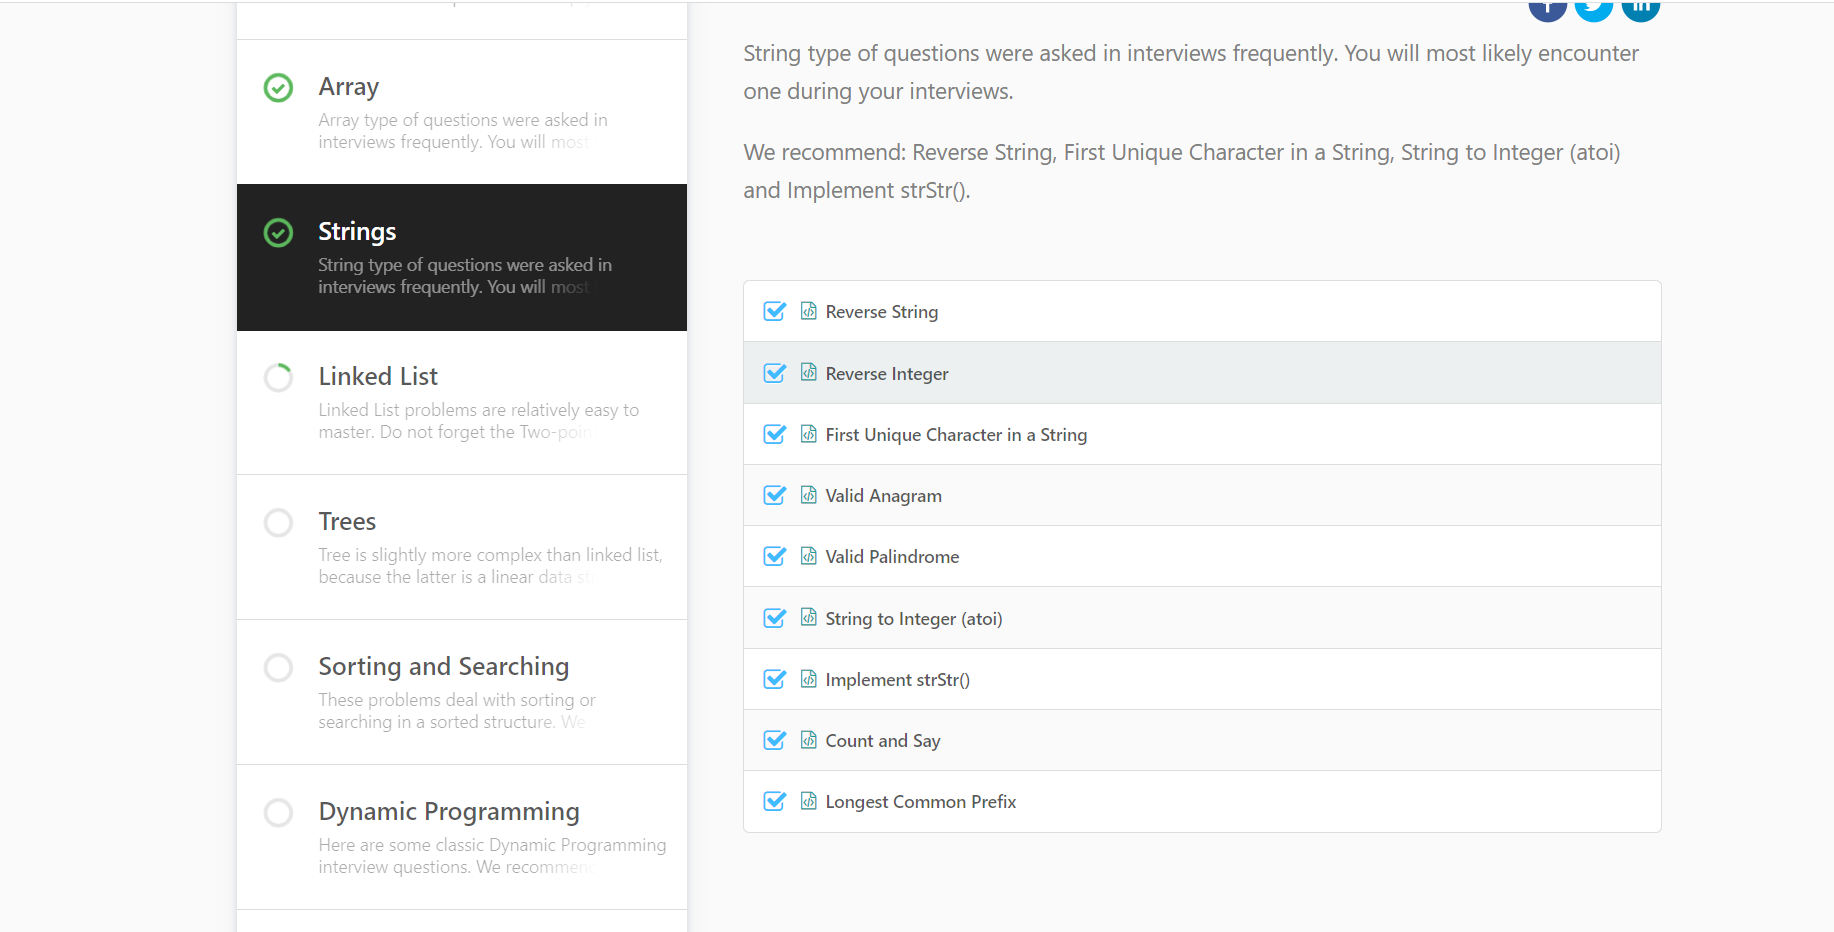 Array
Array type of questions were asked in
interviews frequently. You will most
Strings
String type of questions were asked in
interviews frequently. You will most
Linked List
Linked List problems are relatively easy to
master. Do not forget the
Trees
Tree is slightly more complex than linked list,
because the latter is a linear data
Sorting and Searching
These problems deal with sorting or
searching in a sorted structure. We
Dynamic Programming
Here are some classic Dynamic Programming
interview questions. We
String type of questions were asked in interviews frequently. You will most likely encounter
one during your interviews.
We recommend: Reverse String, First Unique Character in a String, String to Integer (atoi)
and Implement strStr().
Reverse String
Reverse Integer
First Unique Character in a String
Valid Anagram
Valid Palindrome
String to Integer (atoi)
Implement strStr()
Count and Say
Longest Common Prefix